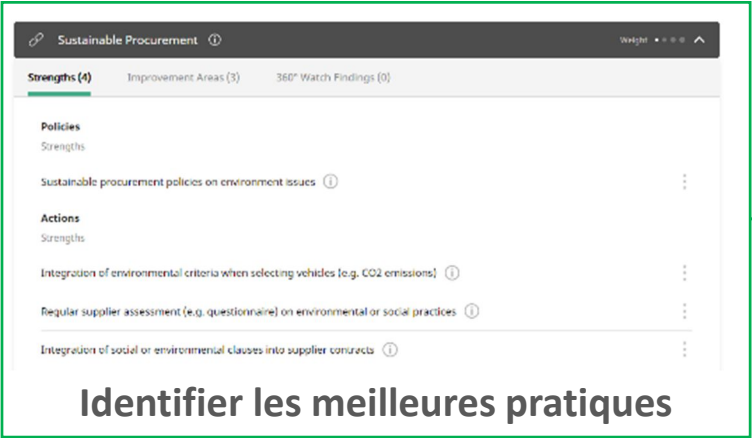 Sustainable Procurement
Weight
Strengths (4) Improvement Areas (3) 360° Watch Findings (0)
Policies
Strengths
Sustainable procurement policies on environment issues
Actions
Strengths
Integration of environmental criteria when selecting vehicles (e.g. CO2 emissions)
Regular supplier assessment (e.g. questionnaire) on environmental or social practices
Integration of social or environmental clauses into supplier contracts
Identifier les meilleures pratiques